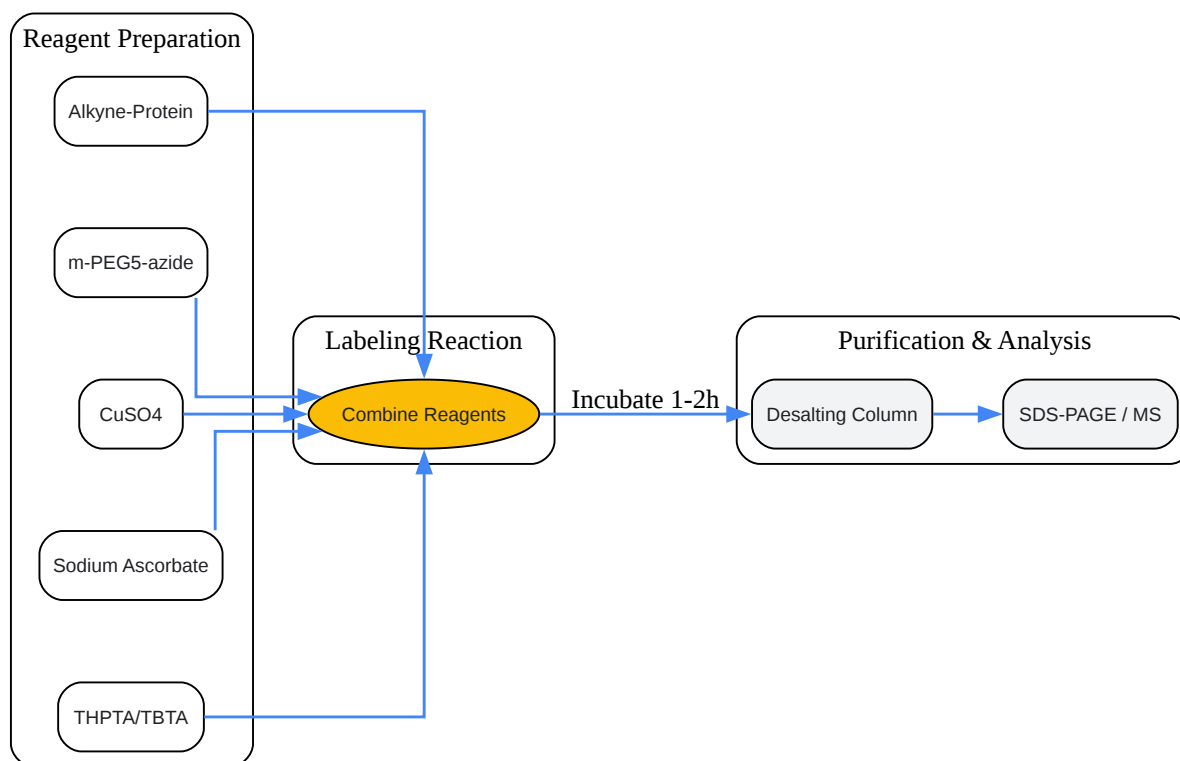 Reagent Preparation
Alkyne-Protein
m-PEG5-azide
CuSO4
Sodium Ascorbate
THPTA/TBTA
Labeling Reaction
Combine Reagents
Incubate 1-2h
Purification & Analysis
Desalting Column
SDS-PAGE / MS